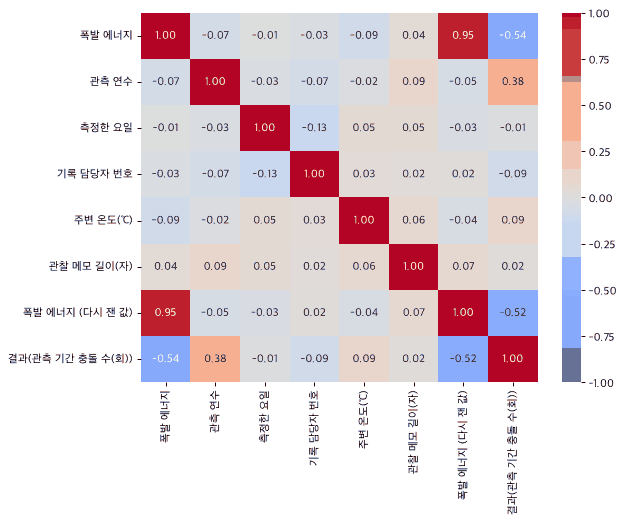 폭발 에너지 1.00 -0.07 -0.01 -0.03 -0.09 0.04 0.95 -0.54
관측 연수 -0.07 1.00 -0.03 -0.07 -0.02 0.09 -0.05 0.38
측정한 요일 -0.01 -0.03 1.00 -0.13 0.05 0.05 -0.03 -0.01
기록 담당자 번호 -0.03 -0.07 -0.13 1.00 0.03 0.02 0.02 -0.09
주변 온도(℃) -0.09 -0.02 0.05 0.03 1.00 0.06 -0.04 0.09
관찰 메모 길이(자) 0.04 0.09 0.05 0.02 0.06 1.00 0.07 0.02
폭발 에너지 (다시 잰 값) 0.95 -0.05 -0.03 0.02 -0.04 0.07 1.00 -0.52
결과(관측 기간 충돌 수(회)) -0.54 0.38 -0.01 -0.09 0.09 0.02 -0.52 1.00
폭발 에너지
관측 연수
측정한 요일
기록 담당자 번호
주변 온도(℃)
관찰 메모 길이(자)
폭발 에너지 (다시 잰 값)
결과(관측 기간 충돌 수(회))
1.00
0.75
0.50
0.25
0.00
-0.25
-0.50
-0.75
-1.00